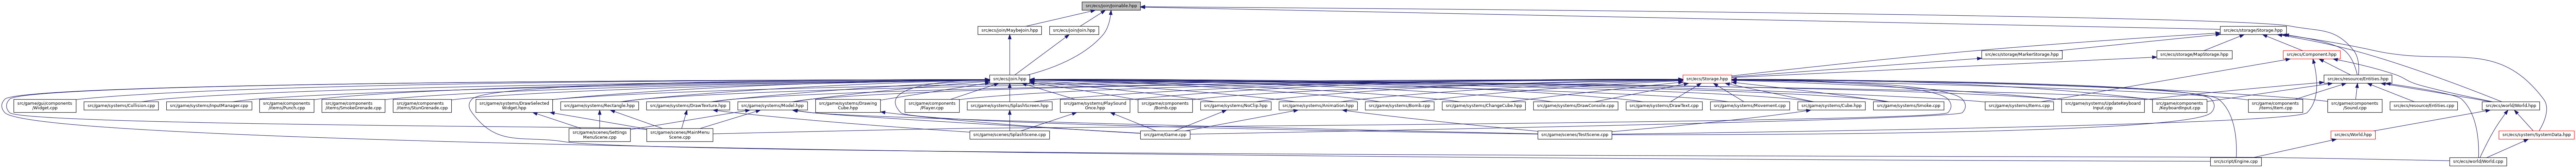 src/ecs/join/Joinable.hpp
src/ecs/join/MaybeJoin.hpp
src/ecs/join/Join.hpp
src/ecs/storage/Storage.hpp
src/ecs/storage/MarkerStorage.hpp
src/ecs/storage/MapStorage.hpp
src/ecs/Component.hpp
src/ecs/join.hpp
src/ecs/Storage.hpp
src/ecs/resource/Entities.hpp
src/game/gui/components
/Widget.cpp
src/game/systems/Collision.cpp
src/game/systems/InputManager.cpp
src/game/components
/items/Punch.cpp
src/game/components
/items/SmokeGrenade.cpp
src/game/components
/items/StunGrenade.cpp
src/game/systems/DrawSelected
Widget.hpp
src/game/systems/Rectangle.hpp
src/game/systems/DrawTexture.hpp
src/game/systems/Model.hpp
src/game/systems/Drawing
Cube.hpp
src/game/components
/Player.cpp
src/game/systems/SplashScreen.hpp
src/game/systems/PlaySound
Once.hpp
src/game/components
/Bomb.cpp
src/game/systems/NoClip.hpp
src/game/systems/Animation.hpp
src/game/systems/Bomb.cpp
src/game/systems/ChangeCube.hpp
src/game/systems/DrawConsole.cpp
src/game/systems/DrawText.cpp
src/game/systems/Movement.cpp
src/game/systems/Cube.hpp
src/game/systems/Smoke.cpp
src/game/systems/Items.cpp
src/game/systems/UpdateKeyboard
Input.cpp
src/game/components
/KeyboardInput.cpp
src/game/components
/items/Item.cpp
src/game/components
/Sound.cpp
src/ecs/resource/Entities.cpp
src/ecs/world/World.hpp
src/game/scenes/Settings
MenuScene.cpp
src/game/scenes/MainMenu
Scene.cpp
src/game/scenes/SplashScene.cpp
src/game/Game.cpp
src/game/scenes/TestScene.cpp
src/ecs/World.hpp
src/ecs/system/SystemData.hpp
src/script/Engine.cpp
src/ecs/world/World.cpp